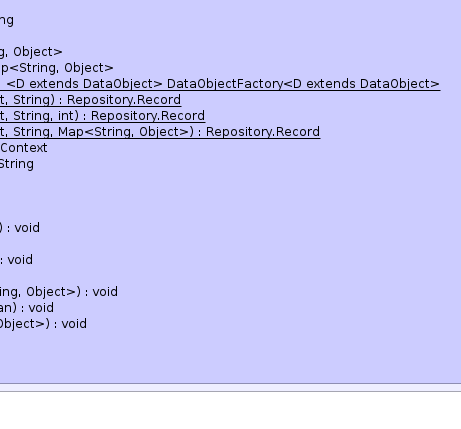 ng
g, Object>
p<String, Object>
<D extends DataObject> DataObjectFactory<D extends DataObject>
t, String) : Repository.Record
t, String, int) : Repository.Record
t, String, Map<String, Object>) : Repository.Record
Context
String
) : void
: void
ing, Object>) : void
an) : void
Object>) : void